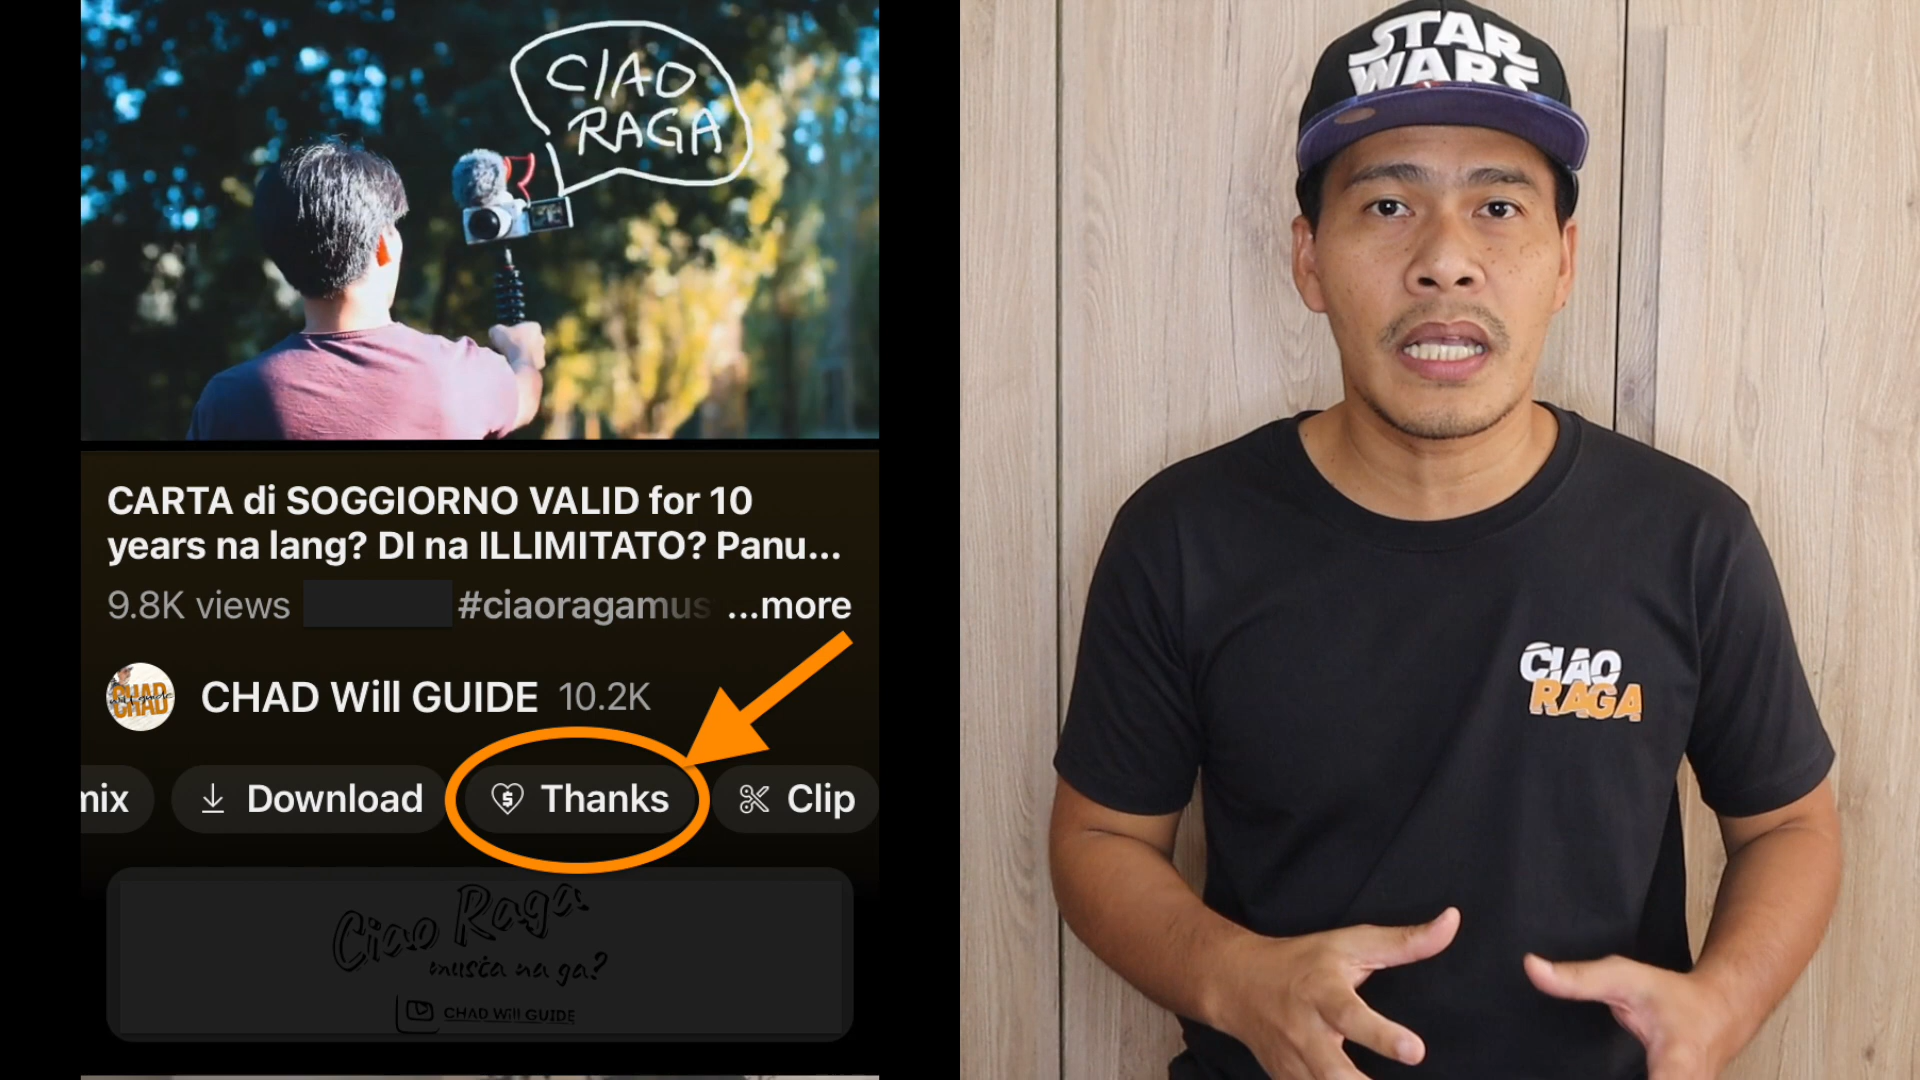 CIAO
RAGA
CARTA di SOGGIORNO VALID for 10
years na lang? DI na ILLIMITATO? Panu...
9.8K views #ciaoragamus ...more
CHAD Will GUIDE 10.2K
mix Download Thanks Clip
Ciao Raga
musta na ga?
CHAD Will GUIDE
STAR
WARS
CIAO
RAGA